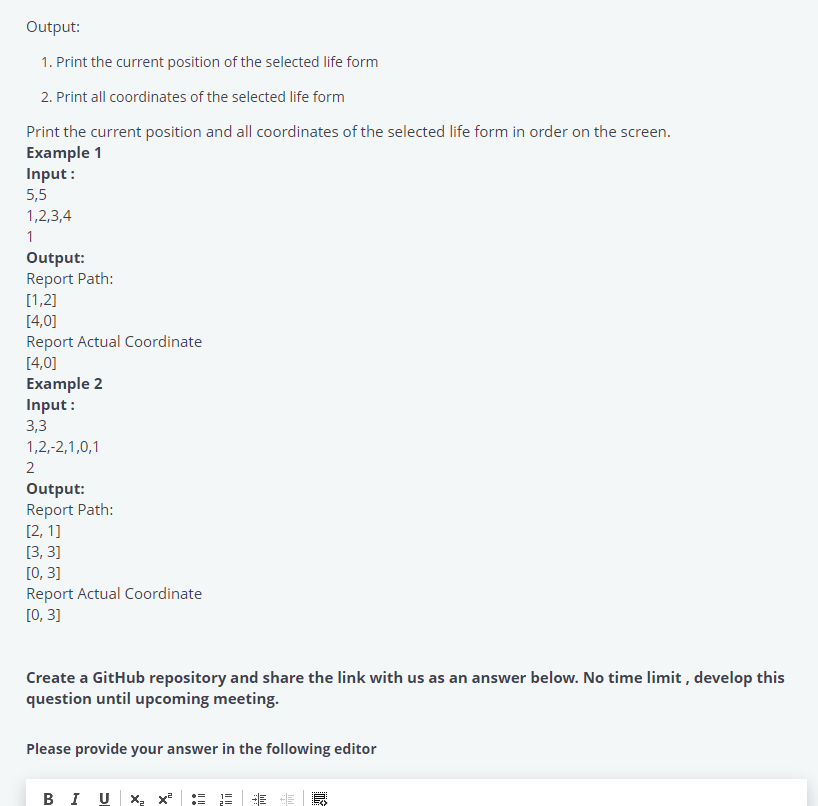 Output:
1. Print the current position of the selected life form
2. Print all coordinates of the selected life form
Print the current position and all coordinates of the selected life form in order on the screen.
Example 1
Input :
5,5
1,2,3,4
1
Output:
Report Path:
[1,2]
[4,0]
Report Actual Coordinate
[4,0]
Example 2
Input :
3,3
1,2,-2,1,0,1
2
Output:
Report Path:
[2, 1]
[3, 3]
[0, 3]
Report Actual Coordinate
[0, 3]
Create a GitHub repository and share the link with us as an answer below. No time limit , develop this
question until upcoming meeting.
Please provide your answer in the following editor
B I U x₂ x²